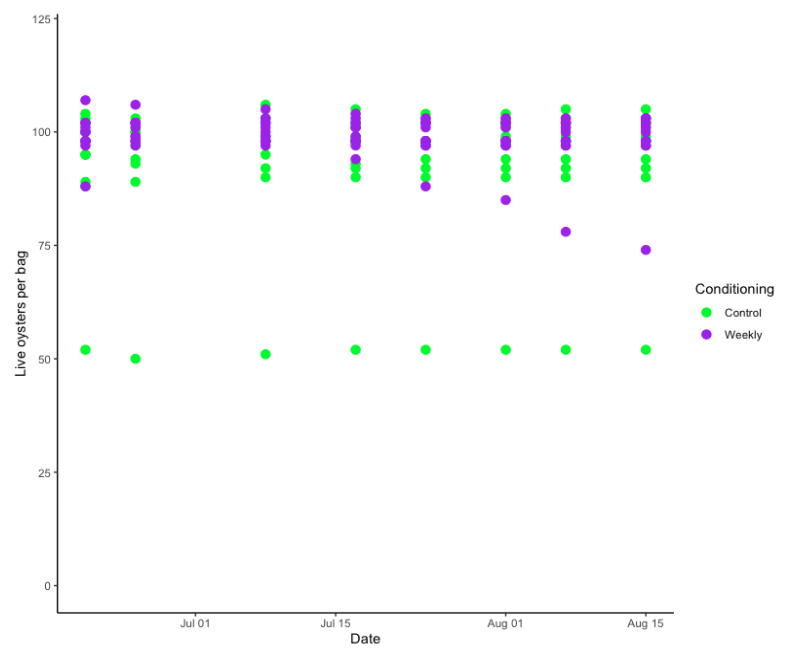 125
100
75
50
25
0
Live oysters per bag
Jul 01
Jul 15
Aug 01
Aug 15
Date
Conditioning
Control
Weekly